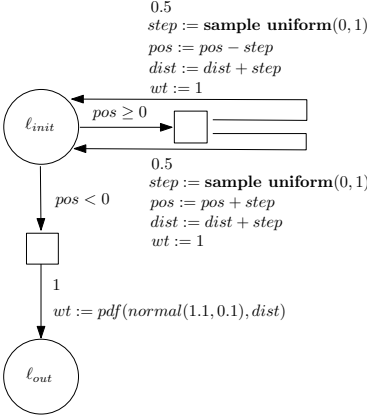 0.5
step := sample uniform(0, 1)
pos := pos − step
dist := dist + step
wt := 1
ℓinit
pos ≥ 0
0.5
step := sample uniform(0, 1)
pos := pos + step
dist := dist + step
wt := 1
pos < 0
1
wt := pdf(normal(1.1, 0.1), dist)
ℓout